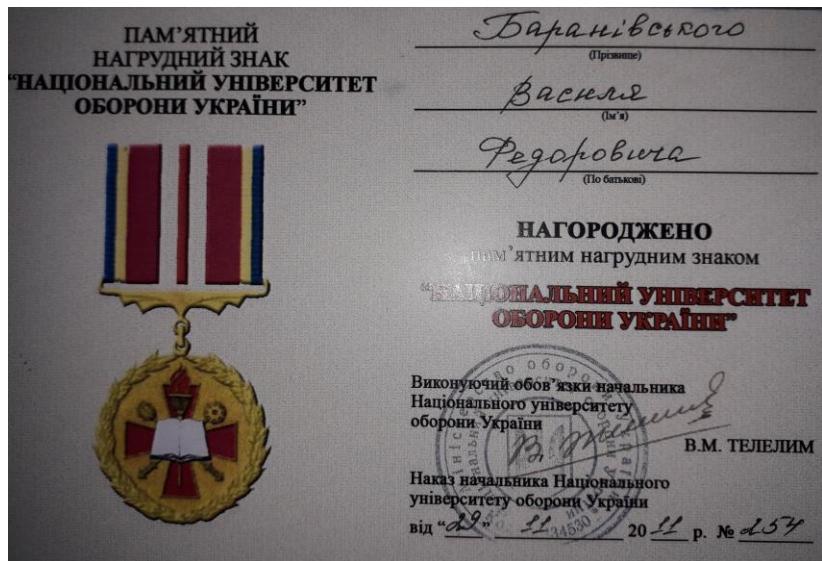 ПАМ’ЯТНИЙ
НАГРУДНИЙ ЗНАК
“НАЦІОНАЛЬНИЙ УНІВЕРСИТЕТ
ОБОРОНИ УКРАЇНИ”
Баранівського
(Прізвище)
Василя
(Ім’я)
Федоровича
(По батькові)
НАГОРОДЖЕНО
пам’ятним нагрудним знаком
“НАЦІОНАЛЬНИЙ УНІВЕРСИТЕТ
ОБОРОНИ УКРАЇНИ”
Виконуючий обов’язки начальника
Національного університету
оборони України
В.М. ТЕЛЕЛИМ
Наказ начальника Національного
університету оборони України
від “29” 11 20 11 р. № 254